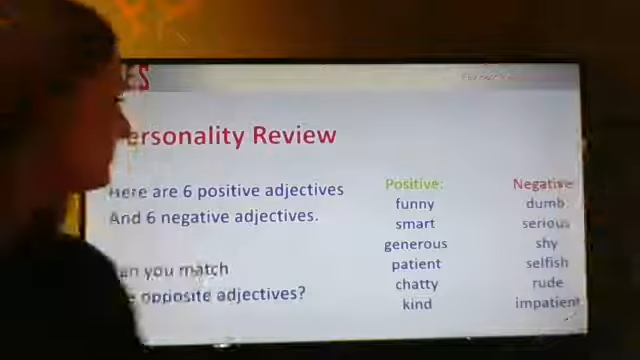 ersonality Review
Here are 6 positive adjectives
And 6 negative adjectives.
an you match
opposite adjectives?
Positive:
funny
smart
generous
patient
chatty
kind
Negative
dumb
serious
shy
selfish
rude
impatient